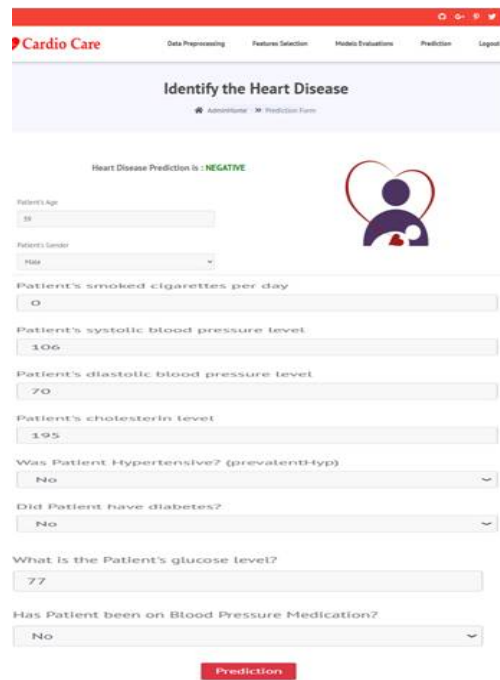 Cardio Care
Data Preprocessing Features Selection Models Evaluations Prediction Logout
Identify the Heart Disease
AdminHome Prediction Form
Heart Disease Prediction is : NEGATIVE
Patient's Age
39
Patient's Gender
Male
Patient's smoked cigarettes per day
0
Patient's systolic blood pressure level
106
Patient's diastolic blood pressure level
70
Patient's cholesterin level
195
Was Patient Hypertensive? (prevalentHyp)
No
Did Patient have diabetes?
No
What is the Patient's glucose level?
77
Has Patient been on Blood Pressure Medication?
No
Prediction